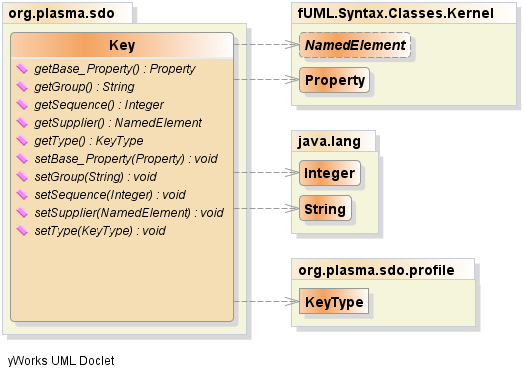 org.plasma.sdo
Key
getBase_Property() : Property
getGroup() : String
getSequence() : Integer
getSupplier() : NamedElement
getType() : KeyType
setBase_Property(Property) : void
setGroup(String) : void
setSequence(Integer) : void
setSupplier(NamedElement) : void
setType(KeyType) : void
fUML.Syntax.Classes.Kernel
NamedElement
Property
java.lang
Integer
String
org.plasma.sdo.profile
KeyType
yWorks UML Doclet